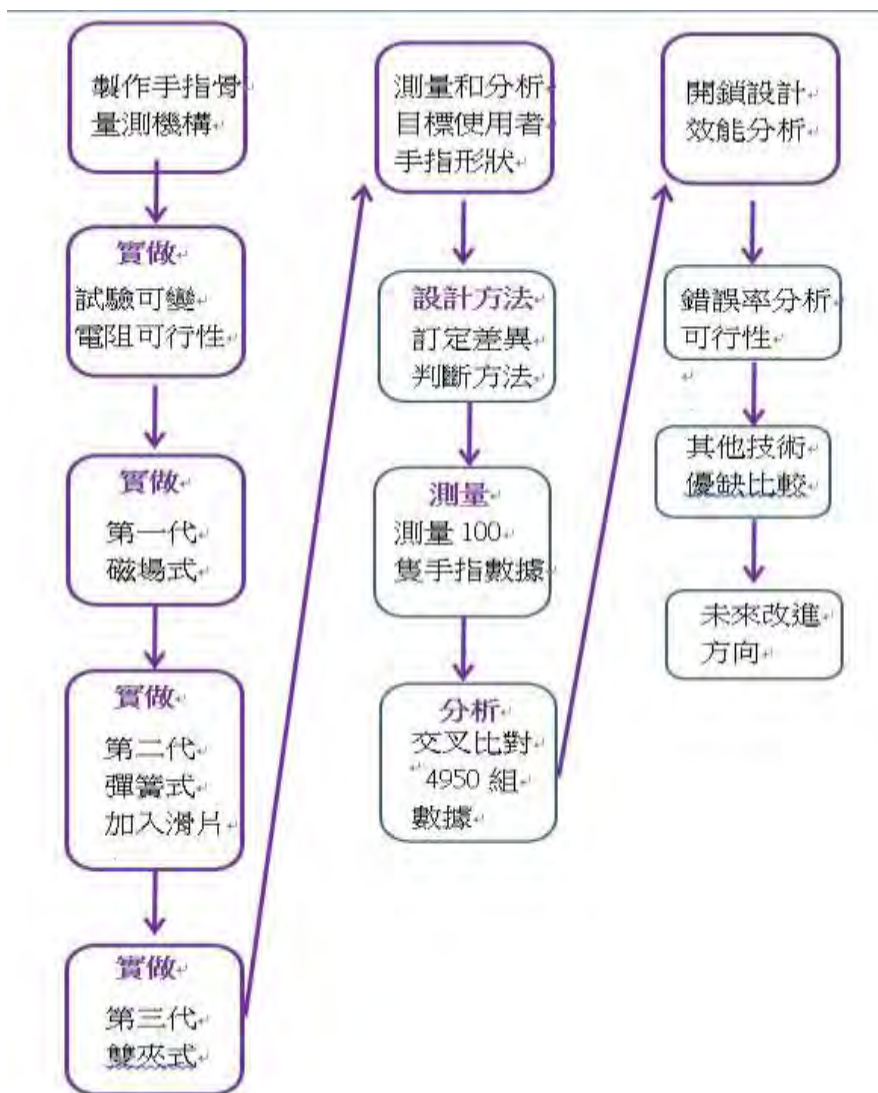 製作手指骨
量測機構
實做
試驗可變
電阻可行性
實做
第一代
磁場式
實做
第二代
彈簧式
加入滑片
實做
第三代
雙夾式
測量和分析
目標使用者
手指形狀
設計方法
訂定差異
判斷方法
測量
測量 100
隻手指數據
分析
交叉比對
4950 組
數據
開鎖設計
效能分析
錯誤率分析
可行性
其他技術
優缺比較
未來改進
方向